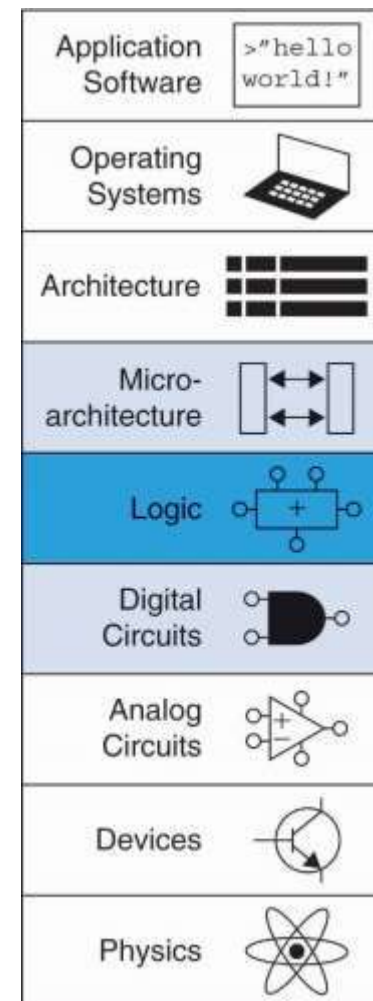 Application
Software
>"hello
world!"
Operating
Systems
Architecture
Micro-
architecture
Logic
+
Digital
Circuits
Analog
Circuits
+
−
Devices
Physics